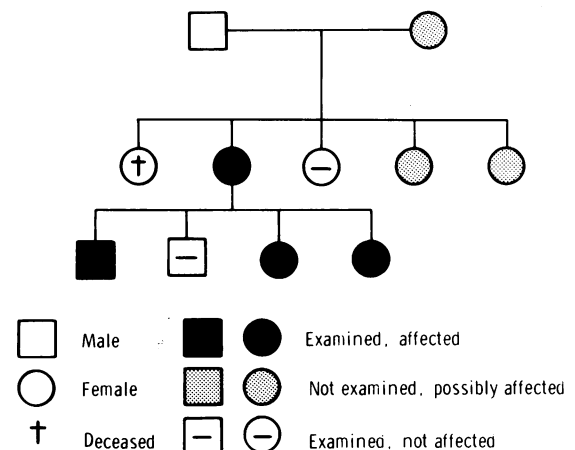 †
Male
Examined, affected
Female
Not examined, possibly affected
† Deceased
Examined, not affected